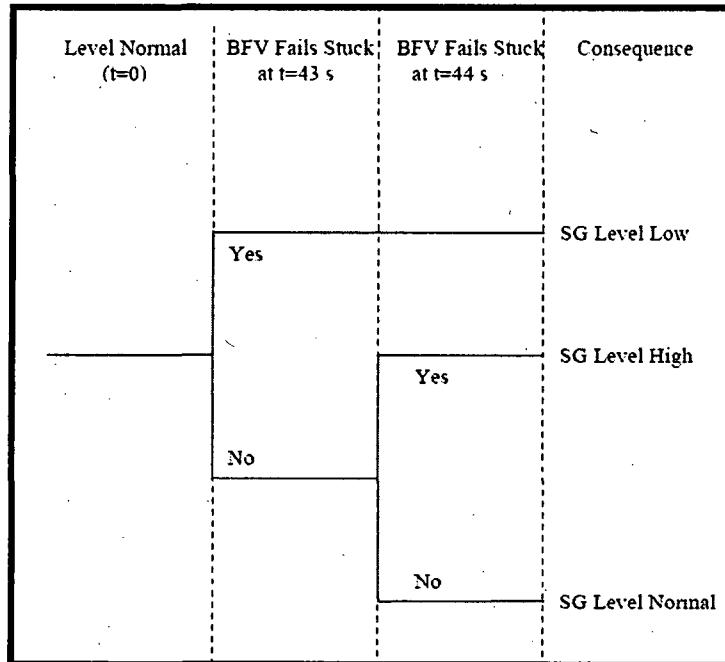 Level Normal
(t=0)
BFV Fails Stuck
at t=43 s
BFV Fails Stuck
at t=44 s
Consequence
SG Level Low
Yes
SG Level High
Yes
No
No
SG Level Normal